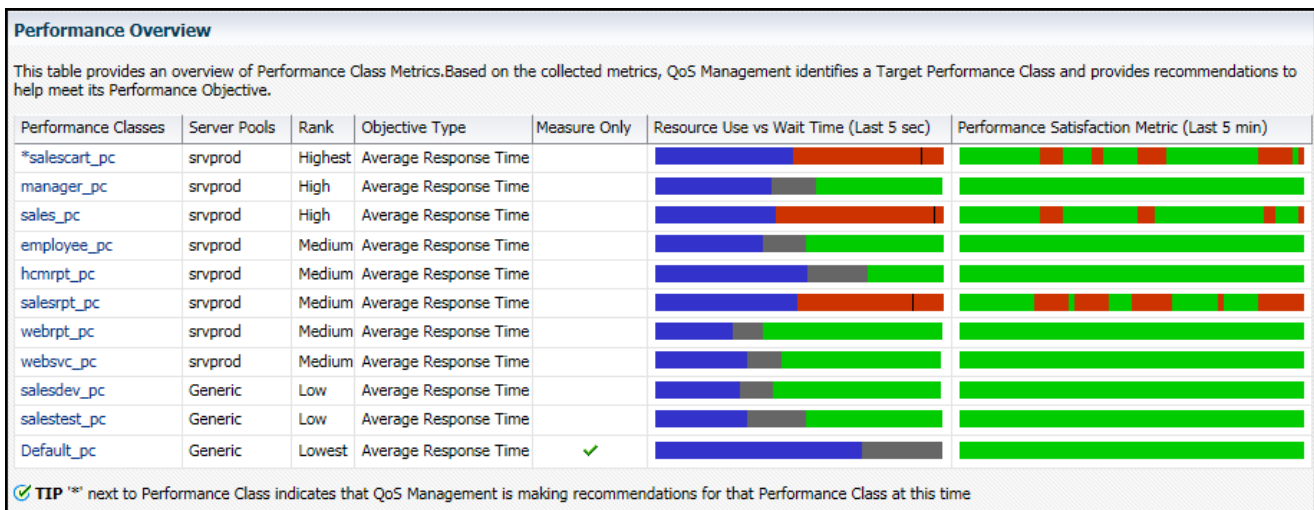 Performance Overview
This table provides an overview of Performance Class Metrics.Based on the collected metrics, QoS Management identifies a Target Performance Class and provides recommendations to
help meet its Performance Objective.
Performance Classes Server Pools Rank Objective Type Measure Only Resource Use vs Wait Time (Last 5 sec) Performance Satisfaction Metric (Last 5 min)
*salescart_pc srvprod Highest Average Response Time
manager_pc srvprod High Average Response Time
sales_pc srvprod High Average Response Time
employee_pc srvprod Medium Average Response Time
hcmrpt_pc srvprod Medium Average Response Time
salesrpt_pc srvprod Medium Average Response Time
webrpt_pc srvprod Medium Average Response Time
websvc_pc srvprod Medium Average Response Time
salesdev_pc Generic Low Average Response Time
salestest_pc Generic Low Average Response Time
Default_pc Generic Lowest Average Response Time
TIP '*' next to Performance Class indicates that QoS Management is making recommendations for that Performance Class at this time